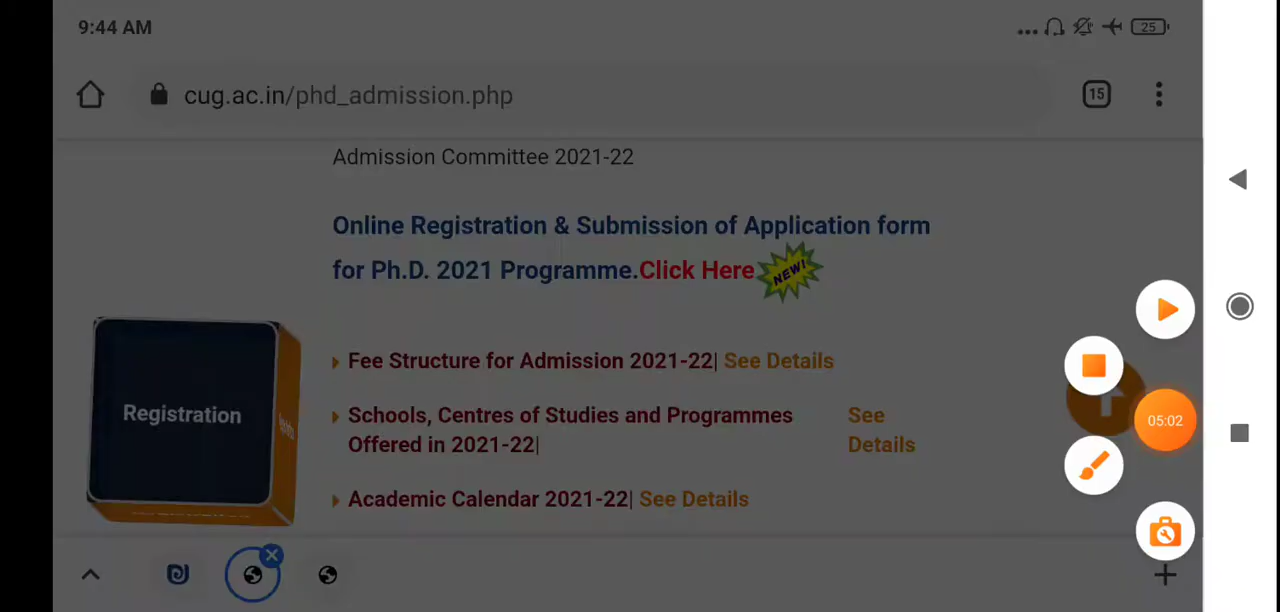 9:44 AM
25
cug.ac.in/phd_admission.php
15
Admission Committee 2021-22
Online Registration & Submission of Application form
for Ph.D. 2021 Programme.Click Here NEW!
Fee Structure for Admission 2021-22| See Details
Schools, Centres of Studies and Programmes See
Offered in 2021-22| Details
Registration
05:02
Academic Calendar 2021-22| See Details